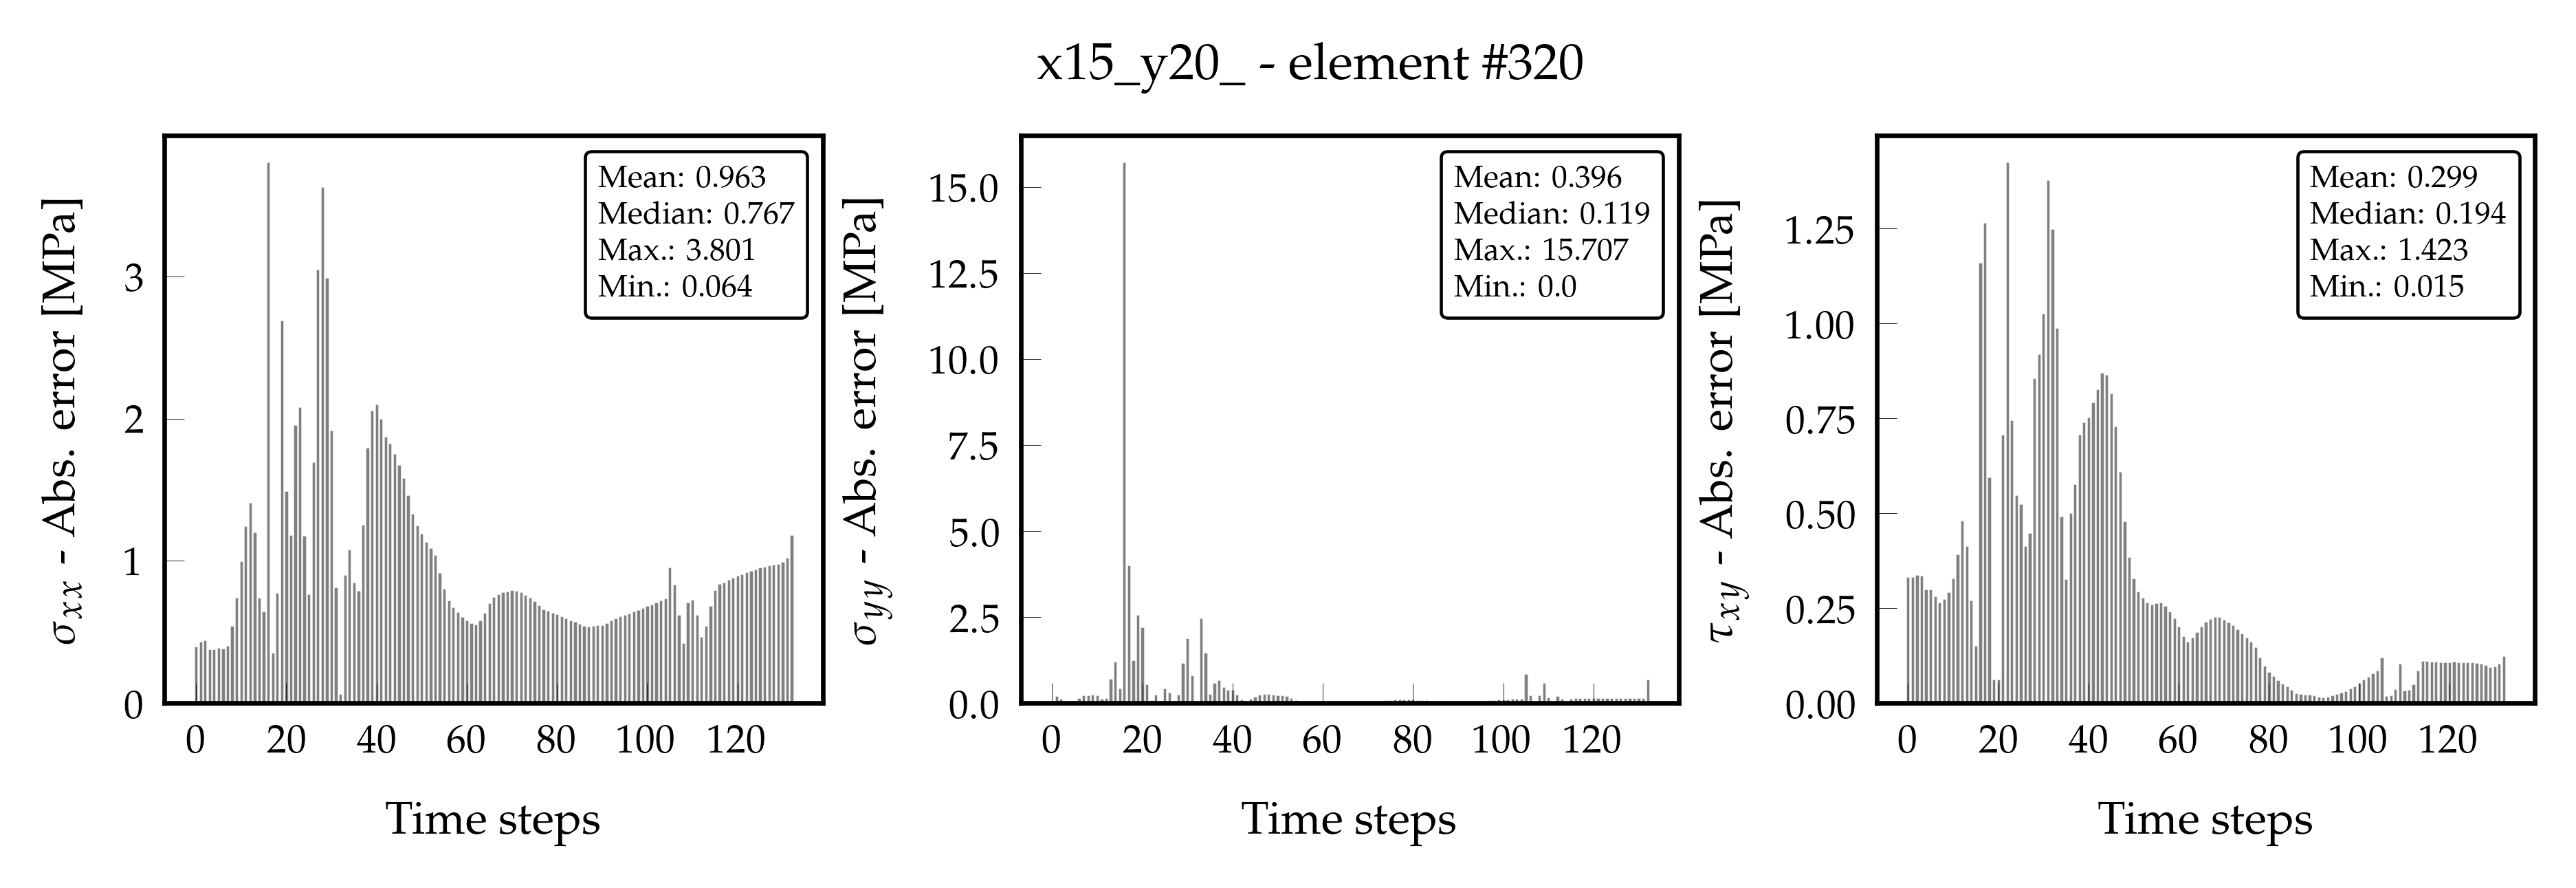 x15_y20_ - element #320
σxx - Abs. error [MPa]
3
2
1
0
0 20 40 60 80 100 120
Time steps
Mean: 0.963
Median: 0.767
Max.: 3.801
Min.: 0.064
σyy - Abs. error [MPa]
15.0
12.5
10.0
7.5
5.0
2.5
0.0
0 20 40 60 80 100 120
Time steps
Mean: 0.396
Median: 0.119
Max.: 15.707
Min.: 0.0
τxy - Abs. error [MPa]
1.25
1.00
0.75
0.50
0.25
0.00
0 20 40 60 80 100 120
Time steps
Mean: 0.299
Median: 0.194
Max.: 1.423
Min.: 0.015